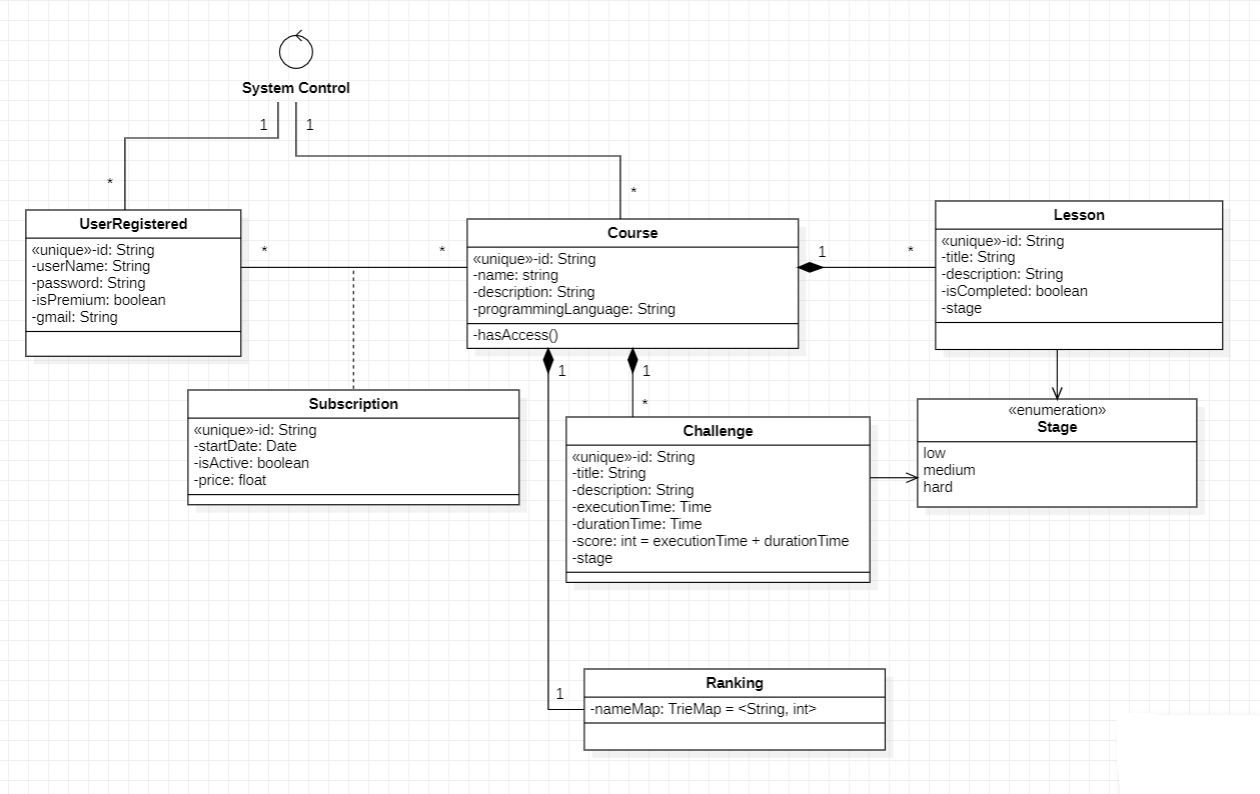 System Control
1
1
*
*
UserRegistered
«unique»-id: String
-userName: String
-password: String
-isPremium: boolean
-gmail: String
*
*
Course
«unique»-id: String
-name: string
-description: String
-programmingLanguage: String
-hasAccess()
1
*
Lesson
«unique»-id: String
-title: String
-description: String
-isCompleted: boolean
-stage
1
1
*
Subscription
«unique»-id: String
-startDate: Date
-isActive: boolean
-price: float
Challenge
«unique»-id: String
-title: String
-description: String
-executionTime: Time
-durationTime: Time
-score: int = executionTime + durationTime
-stage
«enumeration»
Stage
low
medium
hard
1
Ranking
-nameMap: TrieMap = <String, int>